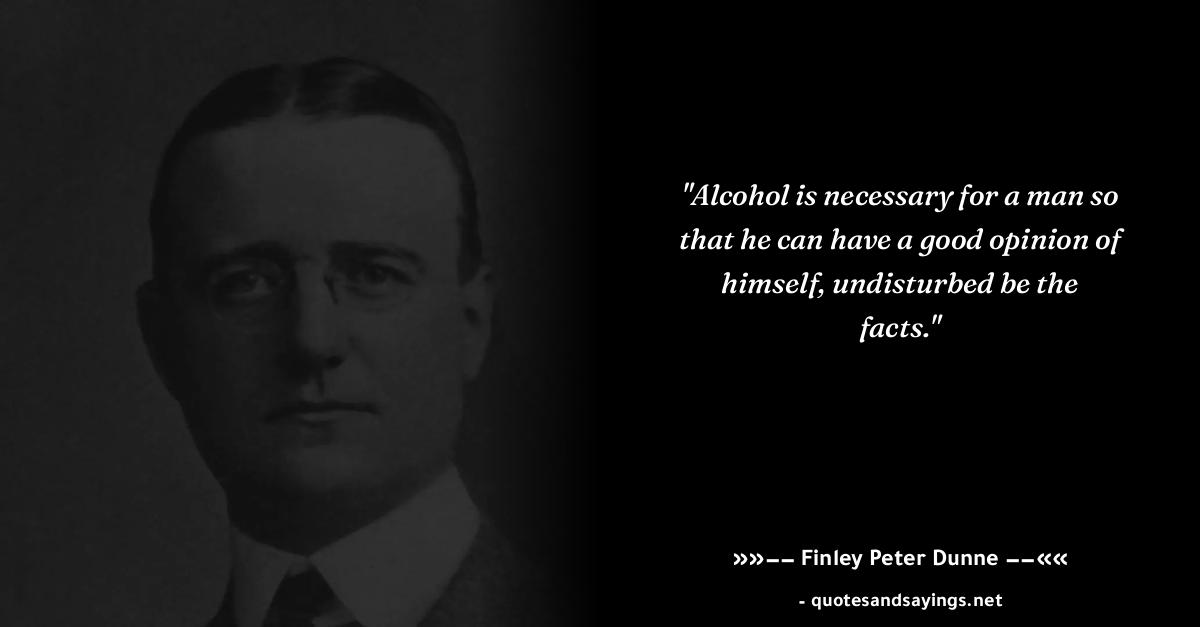 "Alcohol is necessary for a man so
that he can have a good opinion of
himself, undisturbed be the
facts."
»»–– Finley Peter Dunne ––««
- quotesandsayings.net